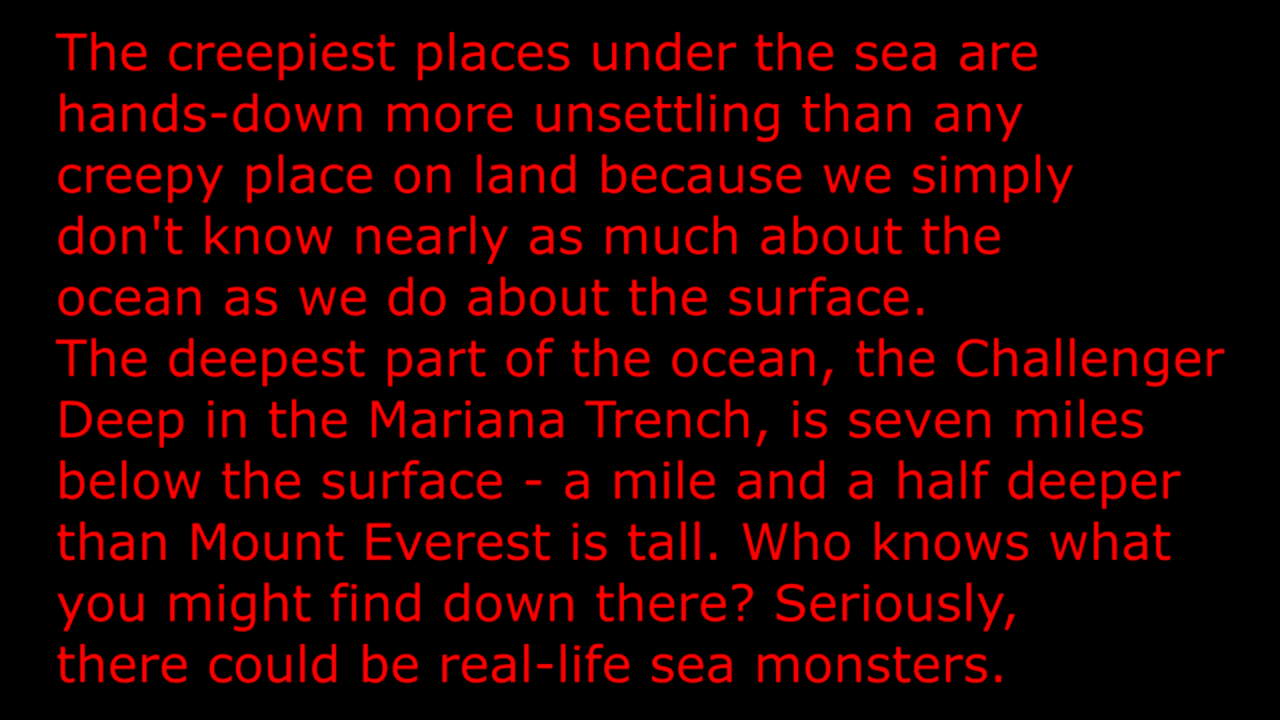 The creepiest places under the sea are
hands-down more unsettling than any
creepy place on land because we simply
don't know nearly as much about the
ocean as we do about the surface.
The deepest part of the ocean, the Challenger
Deep in the Mariana Trench, is seven miles
below the surface - a mile and a half deeper
than Mount Everest is tall. Who knows what
you might find down there? Seriously,
there could be real-life sea monsters.